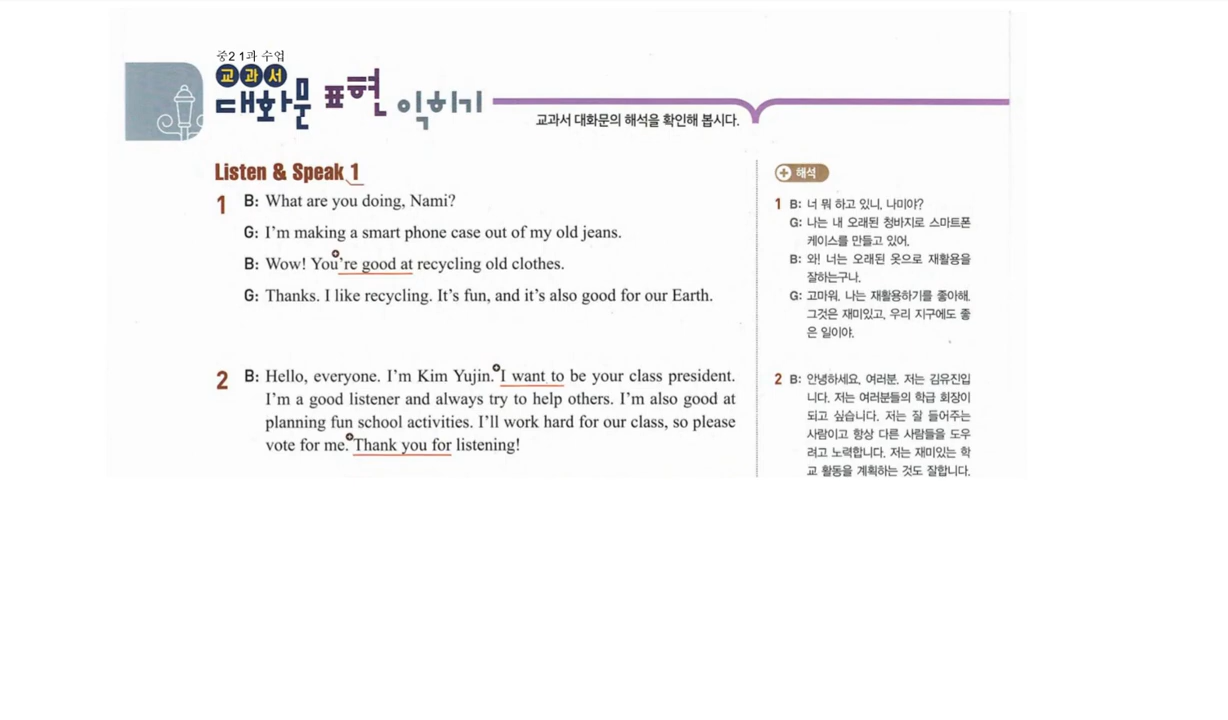 중2 1과 수업
교과서
대화문 표현 익히기
교과서 대화문의 해석을 확인해 봅시다.
Listen & Speak 1
1 B: What are you doing, Nami?
G: I'm making a smart phone case out of my old jeans.
B: Wow! You're good at recycling old clothes.
G: Thanks. I like recycling. It's fun, and it's also good for our Earth.
2 B: Hello, everyone. I'm Kim Yujin. I want to be your class president.
I'm a good listener and always try to help others. I'm also good at
planning fun school activities. I'll work hard for our class, so please
vote for me. Thank you for listening!
해석
1 B: 너 뭐 하고 있니, 나미야?
G: 나는 내 오래된 청바지로 스마트폰
케이스를 만들고 있어.
B: 와! 너는 오래된 옷으로 재활용을
잘하는구나.
G: 고마워. 나는 재활용하기를 좋아해.
그것은 재미있고, 우리 지구에도 좋
은 일이야.
2 B: 안녕하세요, 여러분. 저는 김유진입
니다. 저는 여러분들의 학급 회장이
되고 싶습니다. 저는 잘 들어주는
사람이고 항상 다른 사람들을 도우
려고 노력합니다. 저는 재미있는 학
교 활동을 계획하는 것도 잘합니다.